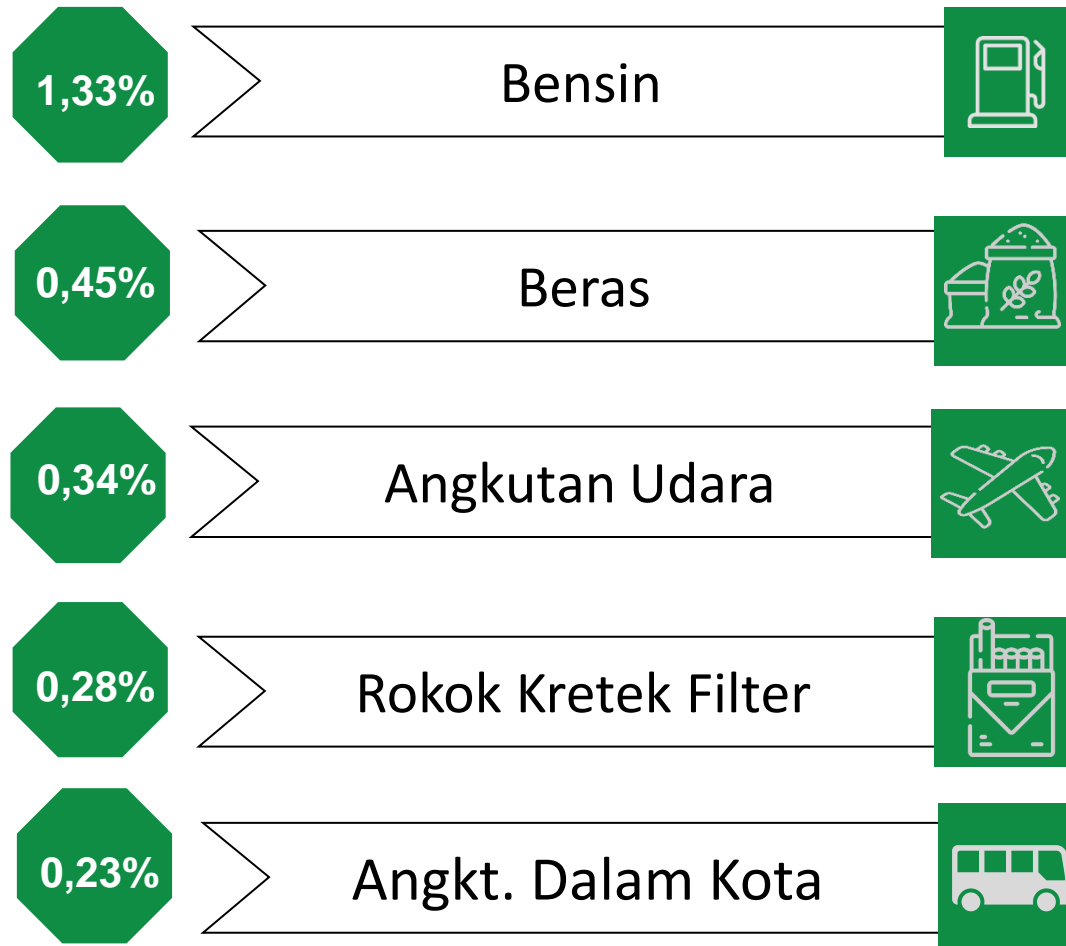 1,33%
Bensin
0,45%
Beras
0,34%
Angkutan Udara
0,28%
Rokok Kretek Filter
0,23%
Angkt. Dalam Kota